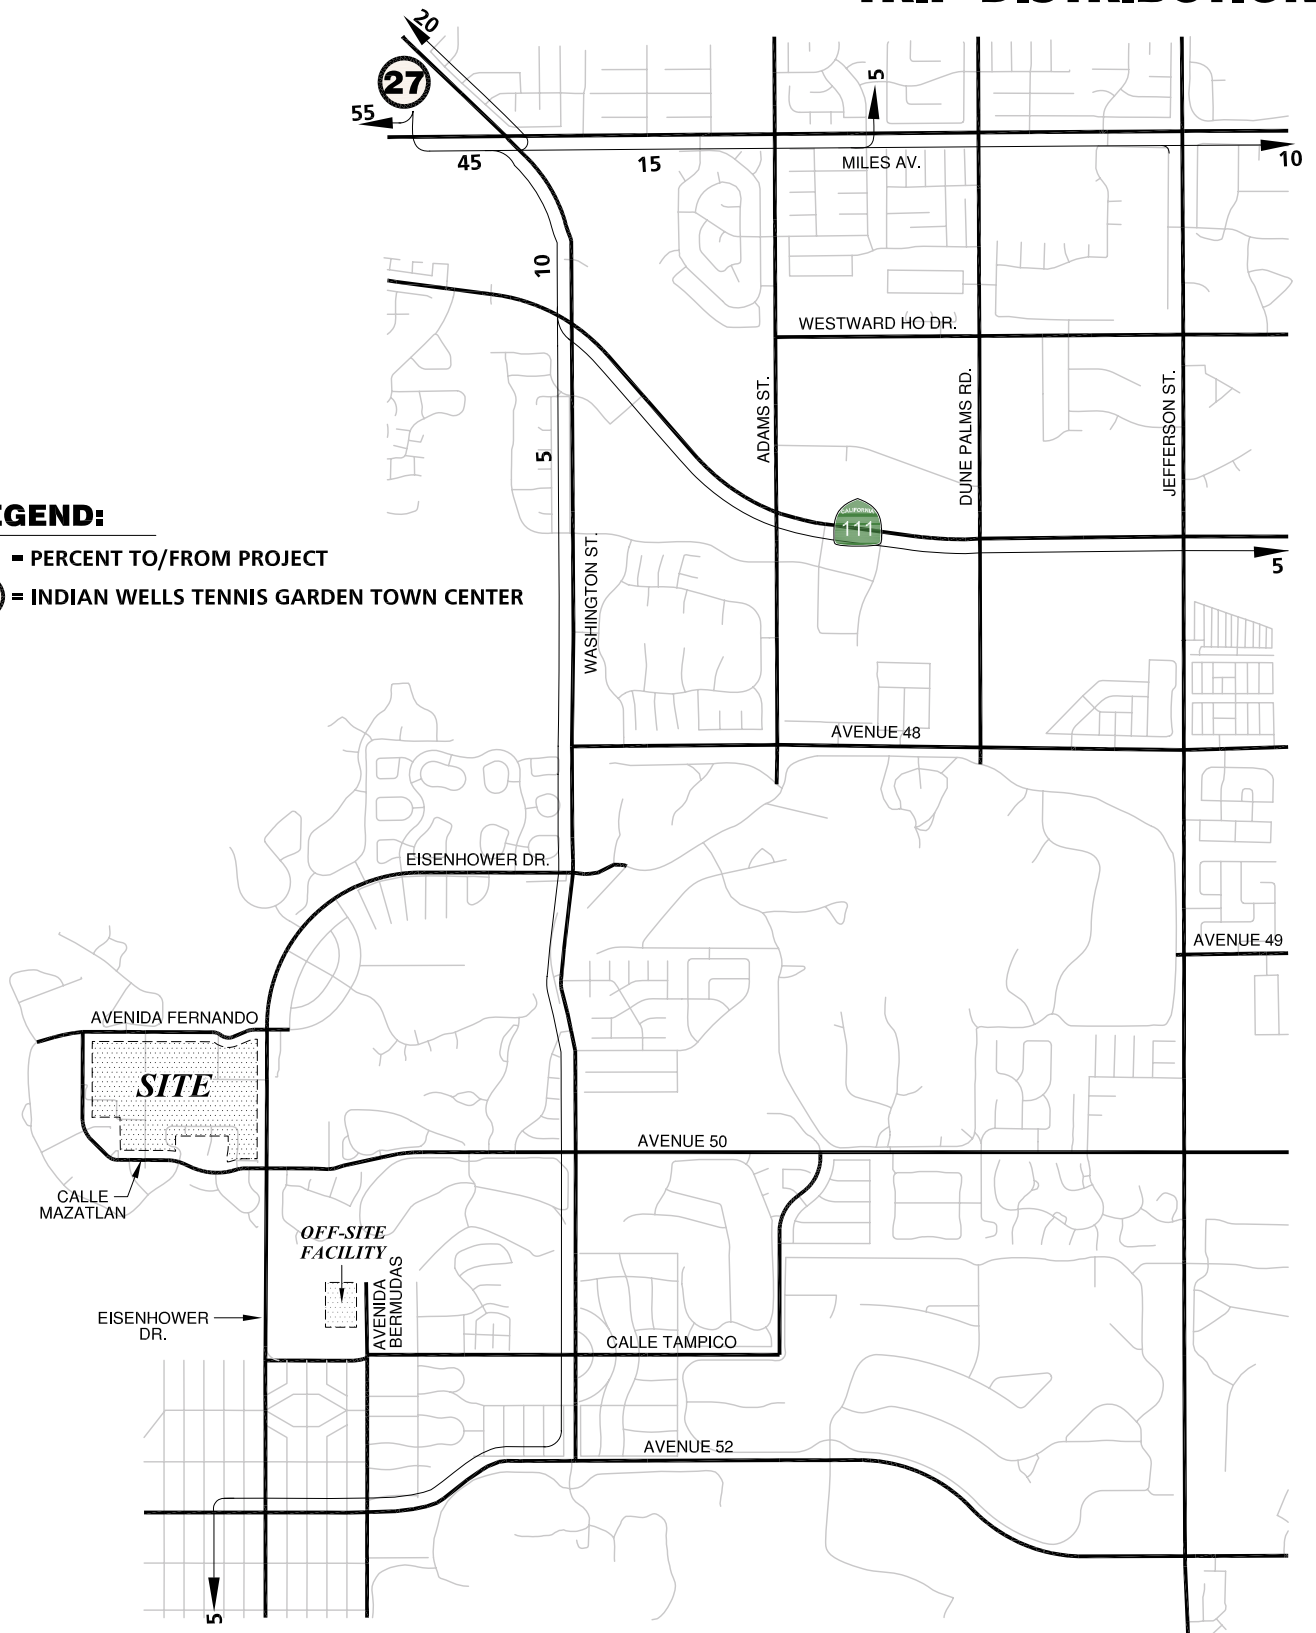 20
27
55
5
45
15
MILES AV.
10
10
WESTWARD HO DR.
ADAMS ST.
DUNE PALMS RD.
JEFFERSON ST.
5
CALIFORNIA
111
5
EGEND:
= PERCENT TO/FROM PROJECT
= INDIAN WELLS TENNIS GARDEN TOWN CENTER
WASHINGTON ST.
AVENUE 48
EISENHOWER DR.
AVENUE 49
AVENIDA FERNANDO
SITE
AVENUE 50
CALLE
MAZATLAN
OFF-SITE
FACILITY
AVENIDA
BERMUDAS
EISENHOWER
DR.
CALLE TAMPICO
AVENUE 52
5